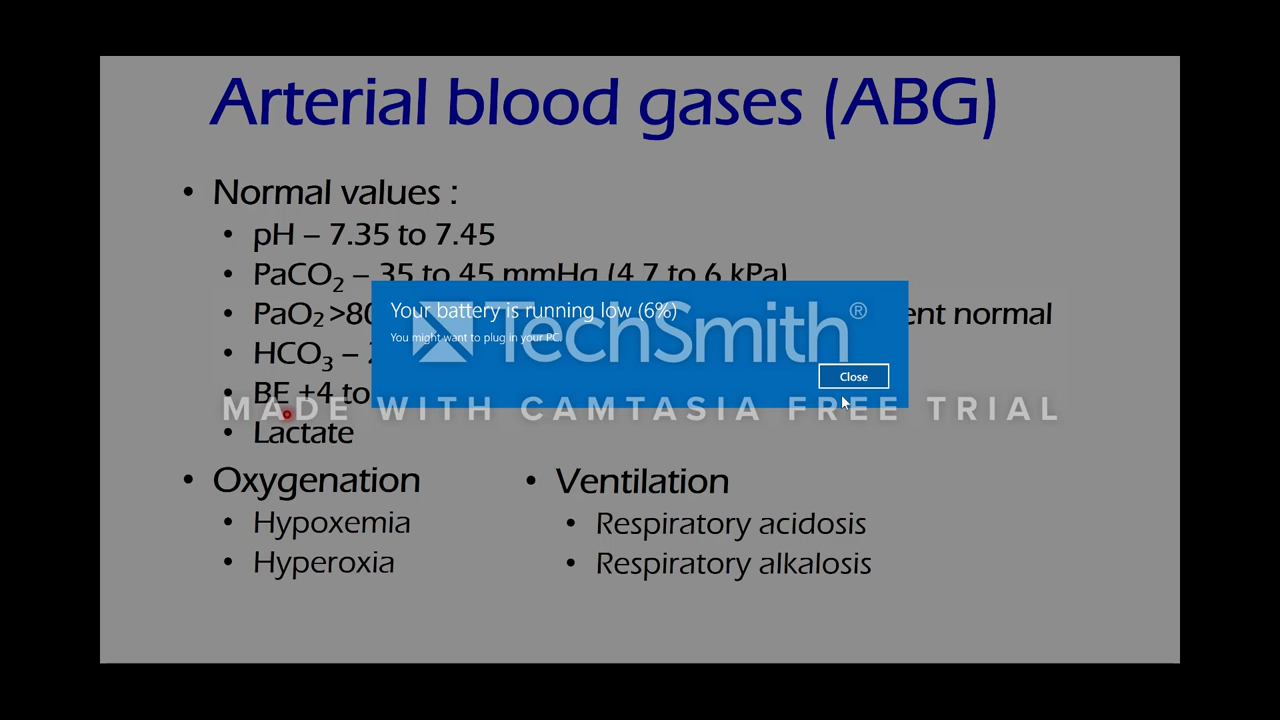 Arterial blood gases (ABG)
• Normal values :
• pH – 7.35 to 7.45
• PaCO2 – 35 to 45 mmHg (4.7 to 6 kPa)
• PaO2 >80 ent normal
• HCO3 – 2
• BE +4 to
• Lactate
Your battery is running low (6%)
You might want to plug in your PC.
Close
TechSmith®
MADE WITH CAMTASIA FREE TRIAL
• Oxygenation
• Hypoxemia
• Hyperoxia
• Ventilation
• Respiratory acidosis
• Respiratory alkalosis